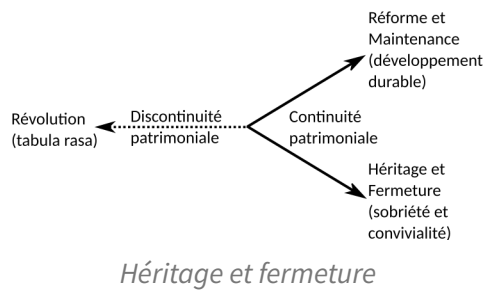 Révolution
(tabula rasa)
Discontinuité
patrimoniale
Continuité
patrimoniale
Réforme et
Maintenance
(développement
durable)
Héritage et
Fermeture
(sobriété et
convivialité)
Héritage et fermeture